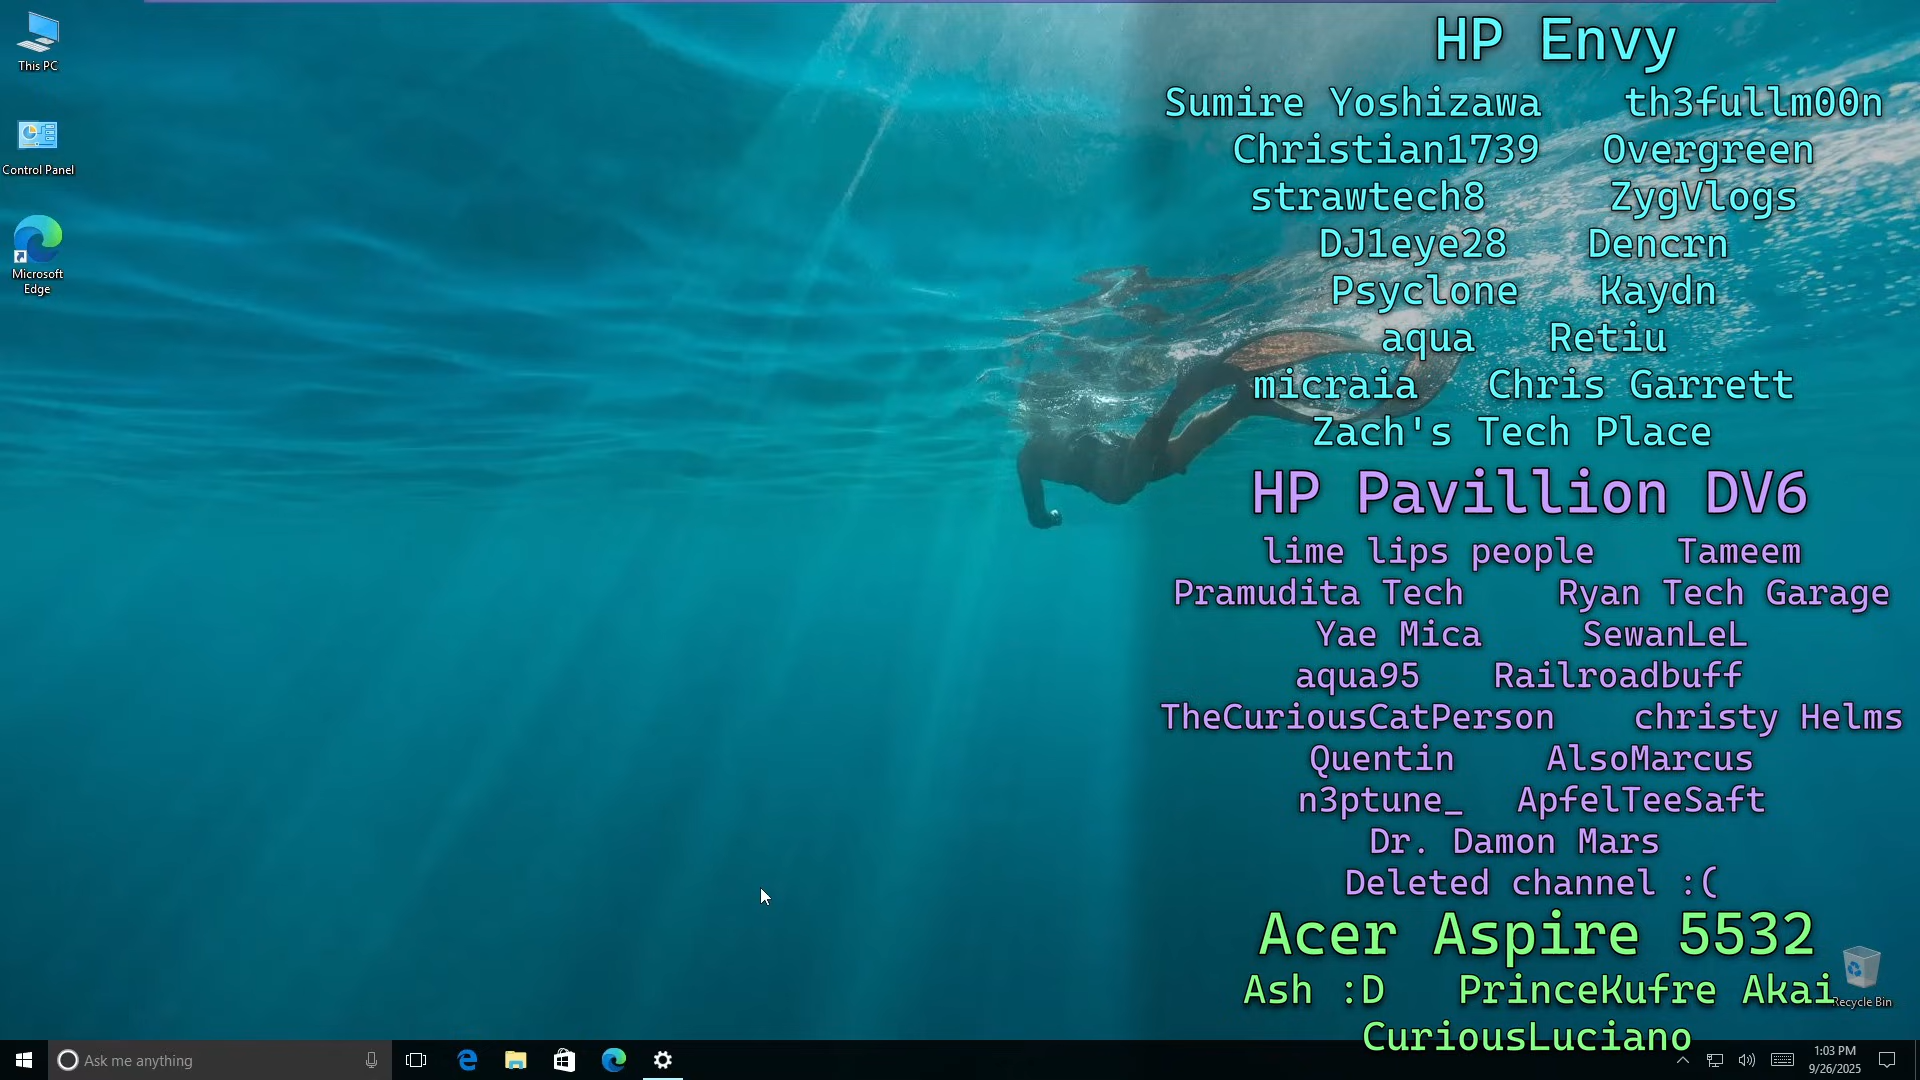 This PC
Control Panel
Microsoft
Edge
HP Envy
Sumire Yoshizawa th3fullm00n
Christian1739 Overgreen
strawtech8 ZygVlogs
DJ1eye28 Dencrn
Psyclone Kaydn
aqua Retiu
micraia Chris Garrett
Zach's Tech Place
HP Pavillion DV6
lime lips people Tameem
Pramudita Tech Ryan Tech Garage
Yae Mica SewanLeL
aqua95 Railroadbuff
TheCuriousCatPerson christy Helms
Quentin AlsoMarcus
n3ptune_ ApfelTeeSaft
Dr. Damon Mars
Deleted channel :(
Acer Aspire 5532
Ash :D PrinceKufre Akai
CuriousLuciano
Recycle Bin
Ask me anything
1:03 PM
9/26/2025